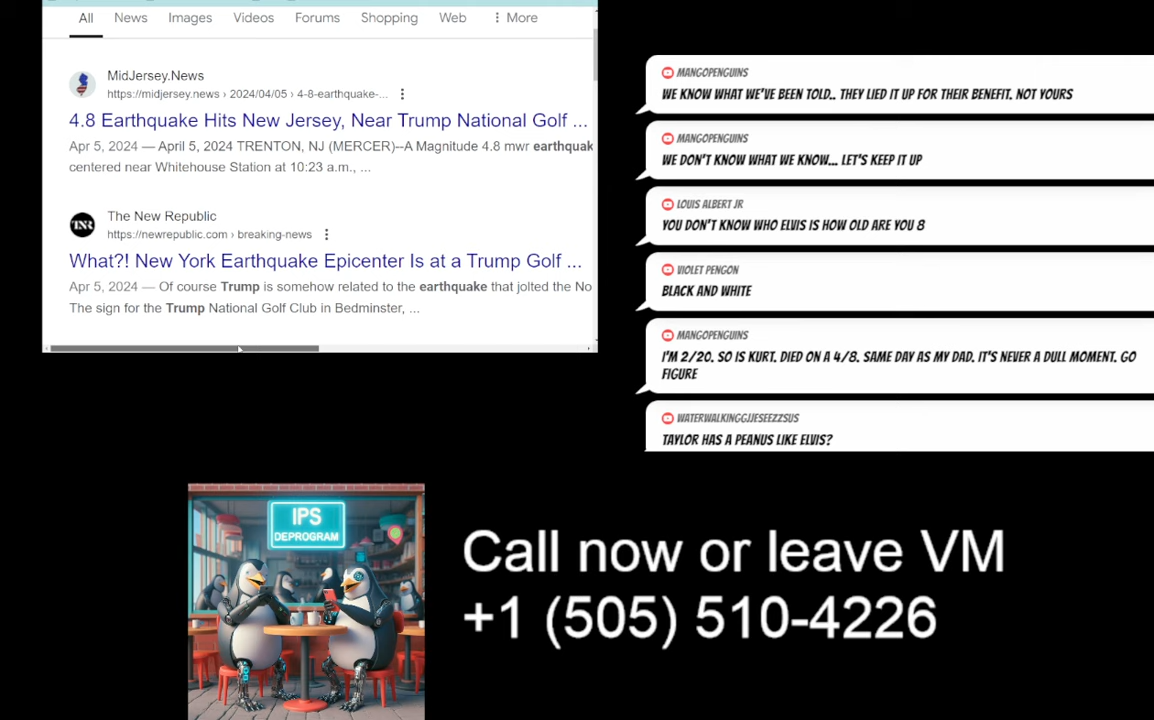 All News Images Videos Forums Shopping Web More
MidJersey.News
https://midjersey.news › 2024/04/05 › 4-8-earthquake-...
4.8 Earthquake Hits New Jersey, Near Trump National Golf ...
Apr 5, 2024 — April 5, 2024 TRENTON, NJ (MERCER)--A Magnitude 4.8 mwr earthquak
centered near Whitehouse Station at 10:23 a.m., ...
TNR
The New Republic
https://newrepublic.com › breaking-news
What?! New York Earthquake Epicenter Is at a Trump Golf ...
Apr 5, 2024 — Of course Trump is somehow related to the earthquake that jolted the No
The sign for the Trump National Golf Club in Bedminster, ...
MANGOPENGUINS
WE KNOW WHAT WE'VE BEEN TOLD.. THEY LIED IT UP FOR THEIR BENEFIT. NOT YOURS
MANGOPENGUINS
WE DON'T KNOW WHAT WE KNOW... LET'S KEEP IT UP
LOUIS ALBERT JR
YOU DON'T KNOW WHO ELVIS IS HOW OLD ARE YOU 8
VIOLET PENGON
BLACK AND WHITE
MANGOPENGUINS
I'M 2/20. SO IS KURT. DIED ON A 4/8. SAME DAY AS MY DAD. IT'S NEVER A DULL MOMENT. GO
FIGURE
WATERWALKINGGJJESEEZZSUS
TAYLOR HAS A PEANUS LIKE ELVIS?
IPS
DEPROGRAM
Call now or leave VM
+1 (505) 510-4226